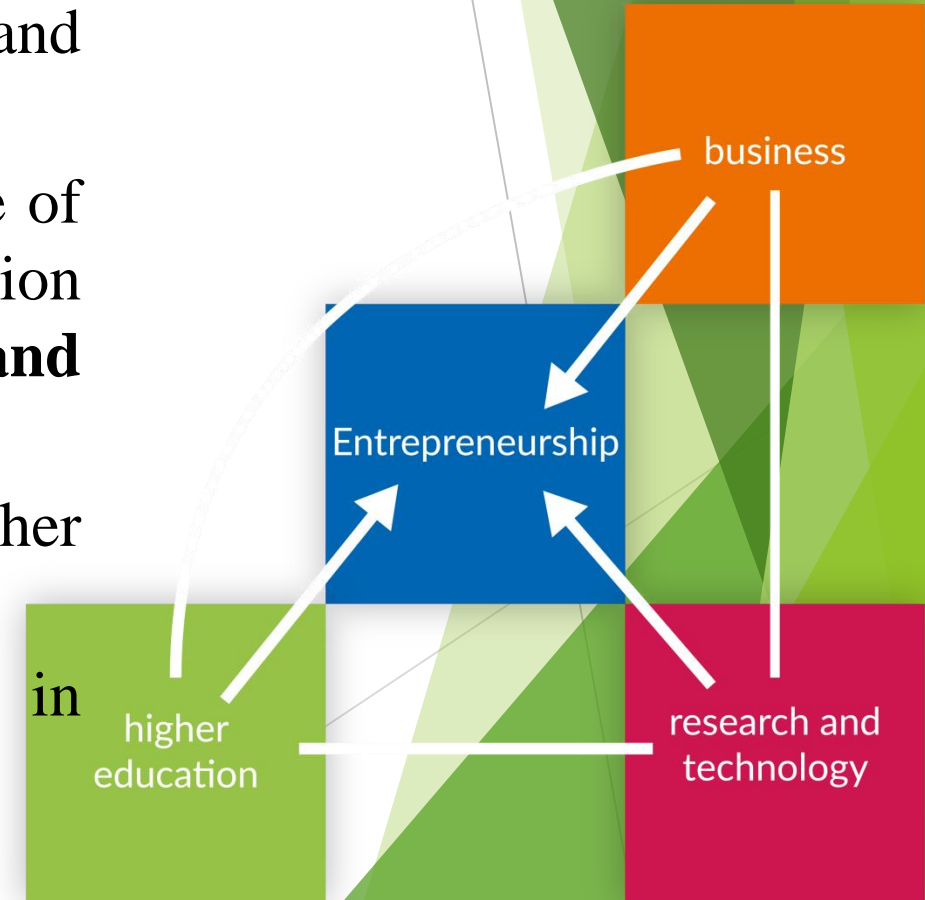 and
e of
ion
and
her
in
business
Entrepreneurship
higher
education
research and
technology